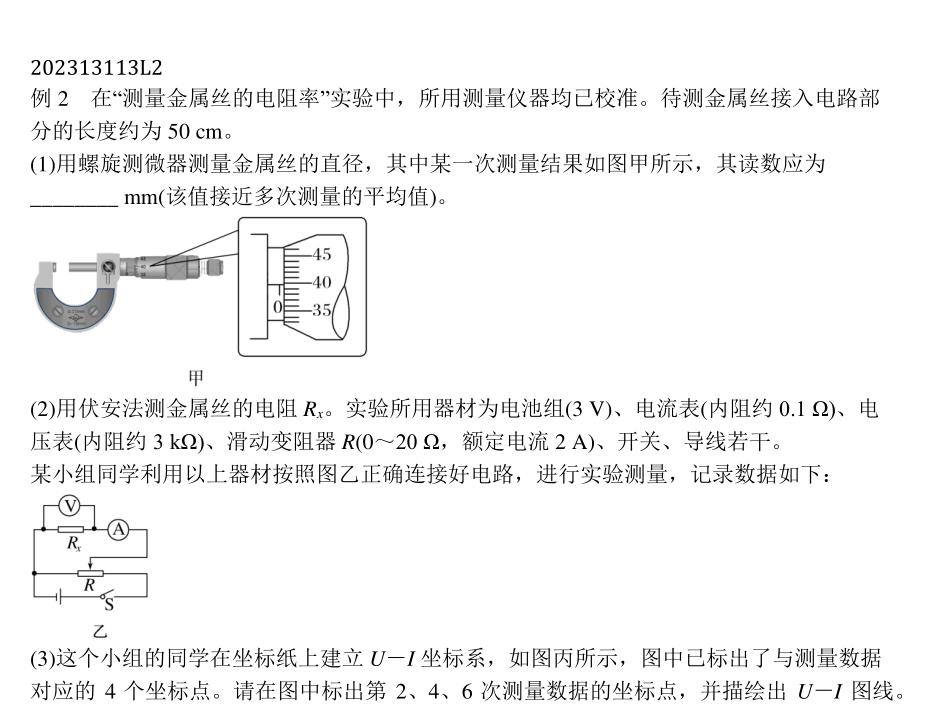 202313113L2
例 2 在“测量金属丝的电阻率”实验中，所用测量仪器均已校准。待测金属丝接入电路部
分的长度约为 50 cm。
(1)用螺旋测微器测量金属丝的直径，其中某一次测量结果如图甲所示，其读数应为
________ mm(该值接近多次测量的平均值)。
45
40
0
35
甲
(2)用伏安法测金属丝的电阻 Rx。实验所用器材为电池组(3 V)、电流表(内阻约 0.1 Ω)、电
压表(内阻约 3 kΩ)、滑动变阻器 R(0～20 Ω，额定电流 2 A)、开关、导线若干。
某小组同学利用以上器材按照图乙正确连接好电路，进行实验测量，记录数据如下：
V
A
Rx
R
S
乙
(3)这个小组的同学在坐标纸上建立 U－I 坐标系，如图丙所示，图中已标出了与测量数据
对应的 4 个坐标点。请在图中标出第 2、4、6 次测量数据的坐标点，并描绘出 U－I 图线。